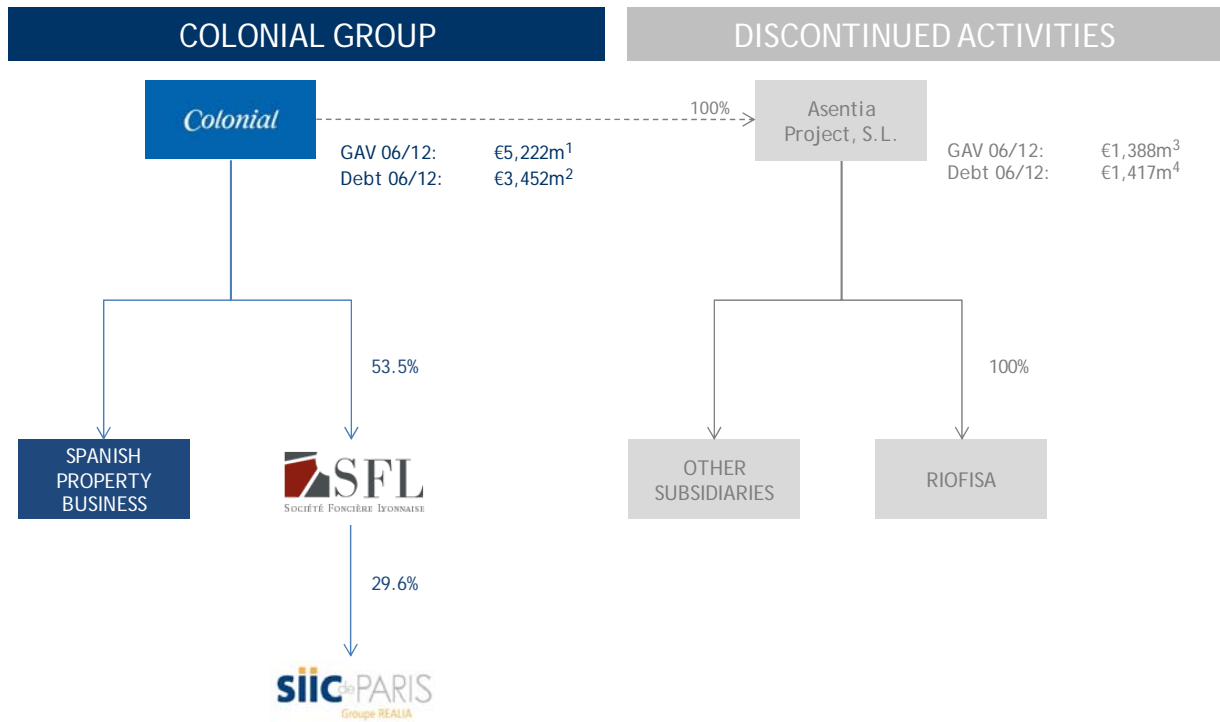 COLONIAL GROUP
DISCONTINUED ACTIVITIES
Colonial
100%
Asentia
Project, S.L.
GAV 06/12: €5,222m1
Debt 06/12: €3,452m2
GAV 06/12: €1,388m3
Debt 06/12: €1,417m4
53.5%
100%
SPANISH
PROPERTY
BUSINESS
SFL
SOCIÉTÉ FONCIÈRE LYONNAISE
OTHER
SUBSIDIARIES
RIOFISA
29.6%
siic de PARIS
Groupe REALIA